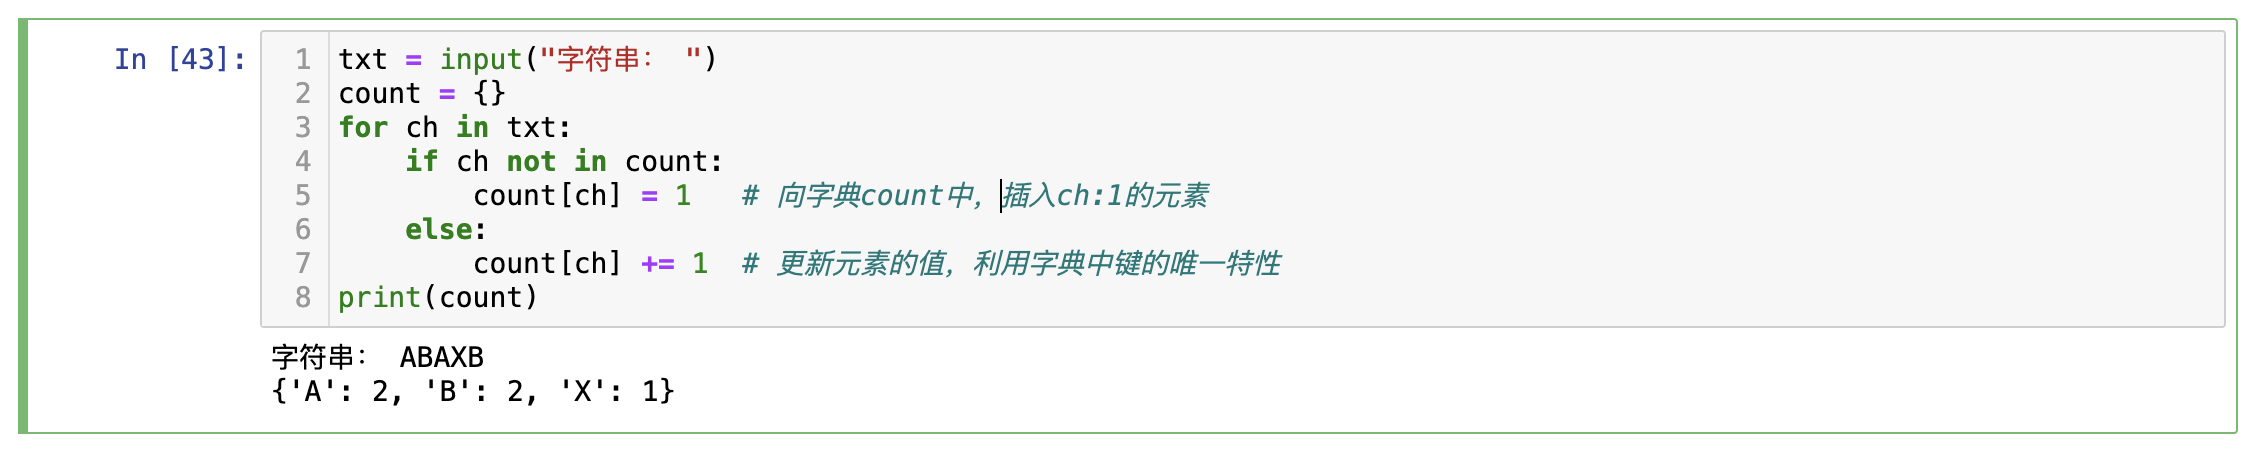 In [43]:
1 txt = input("字符串： ")
2 count = {}
3 for ch in txt:
4     if ch not in count:
5         count[ch] = 1   # 向字典count中，插入ch:1的元素
6     else:
7         count[ch] += 1  # 更新元素的值，利用字典中键的唯一特性
8 print(count)
字符串： ABAXB
{'A': 2, 'B': 2, 'X': 1}